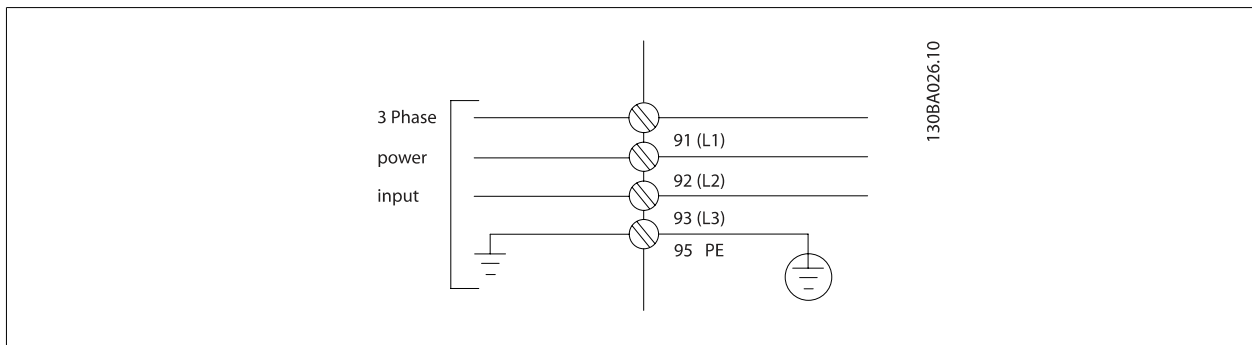 3 Phase
power
input
91 (L1)
92 (L2)
93 (L3)
95 PE
130BA026.10